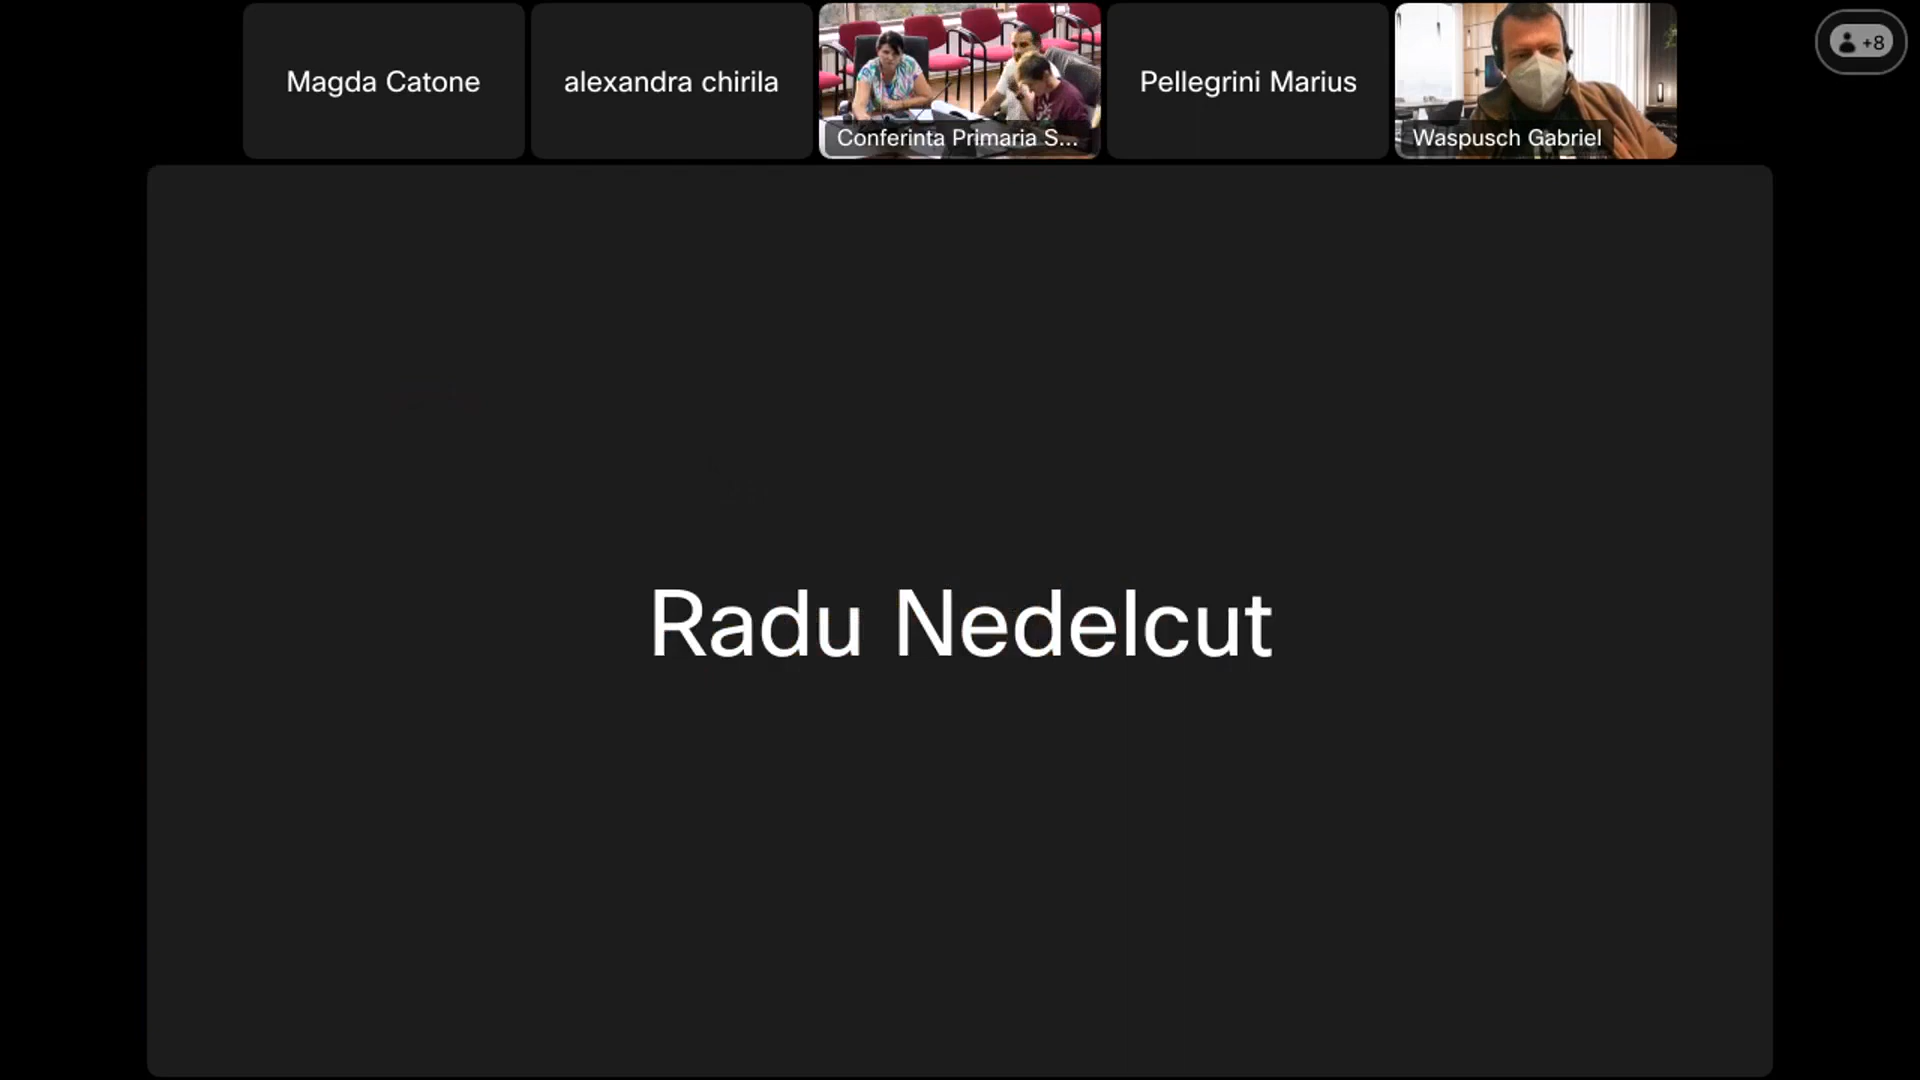 Magda Catone
alexandra chirila
Conferinta Primaria S...
Pellegrini Marius
Waspusch Gabriel
+8
Radu Nedelcut